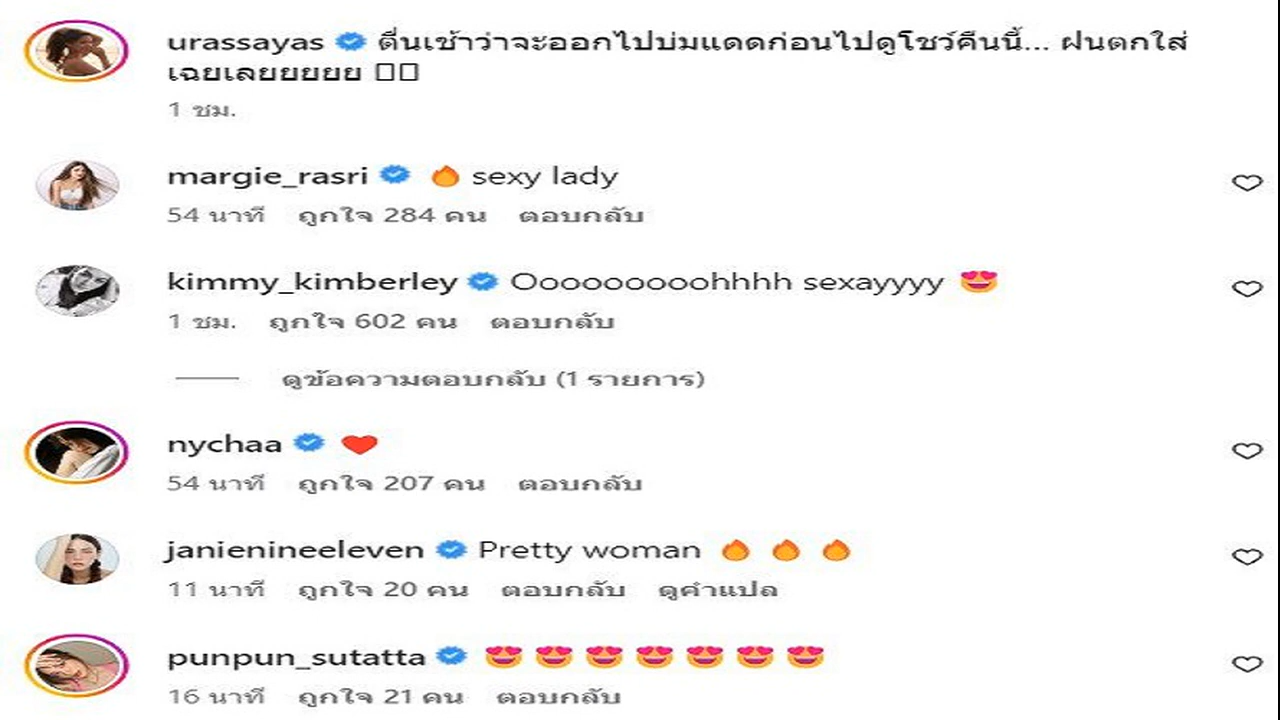 urassayas ตื่นเช้าว่าจะออกไปบ่มแดดก่อนไปดูโชว์คืนนี้... ฝนตกใส่
เฉยเลยยยยยย
1 ชม.
margie_rasri 🔥 sexy lady
54 นาที ถูกใจ 284 คน ตอบกลับ
kimmy_kimberley Ooooooooohhhh sexayyyy 😍
1 ชม. ถูกใจ 602 คน ตอบกลับ
ดูข้อความตอบกลับ (1 รายการ)
nychaa ❤️
54 นาที ถูกใจ 207 คน ตอบกลับ
janienineeleven Pretty woman 🔥 🔥 🔥
11 นาที ถูกใจ 20 คน ตอบกลับ ดูคำแปล
punpun_sutatta 😍 😍 😍 😍 😍 😍 😍
16 นาที ถูกใจ 21 คน ตอบกลับ